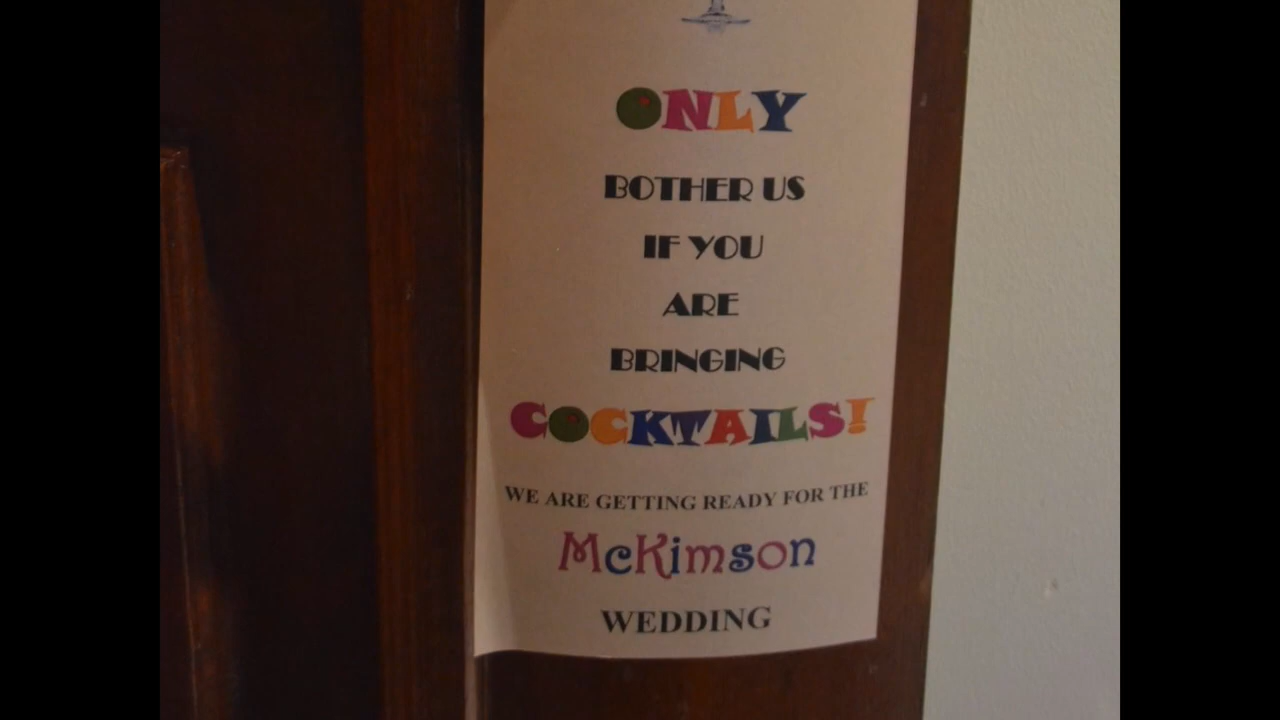 ONLY
BOTHER US
IF YOU
ARE
BRINGING
COCKTAILS!
WE ARE GETTING READY FOR THE
McKimson
WEDDING